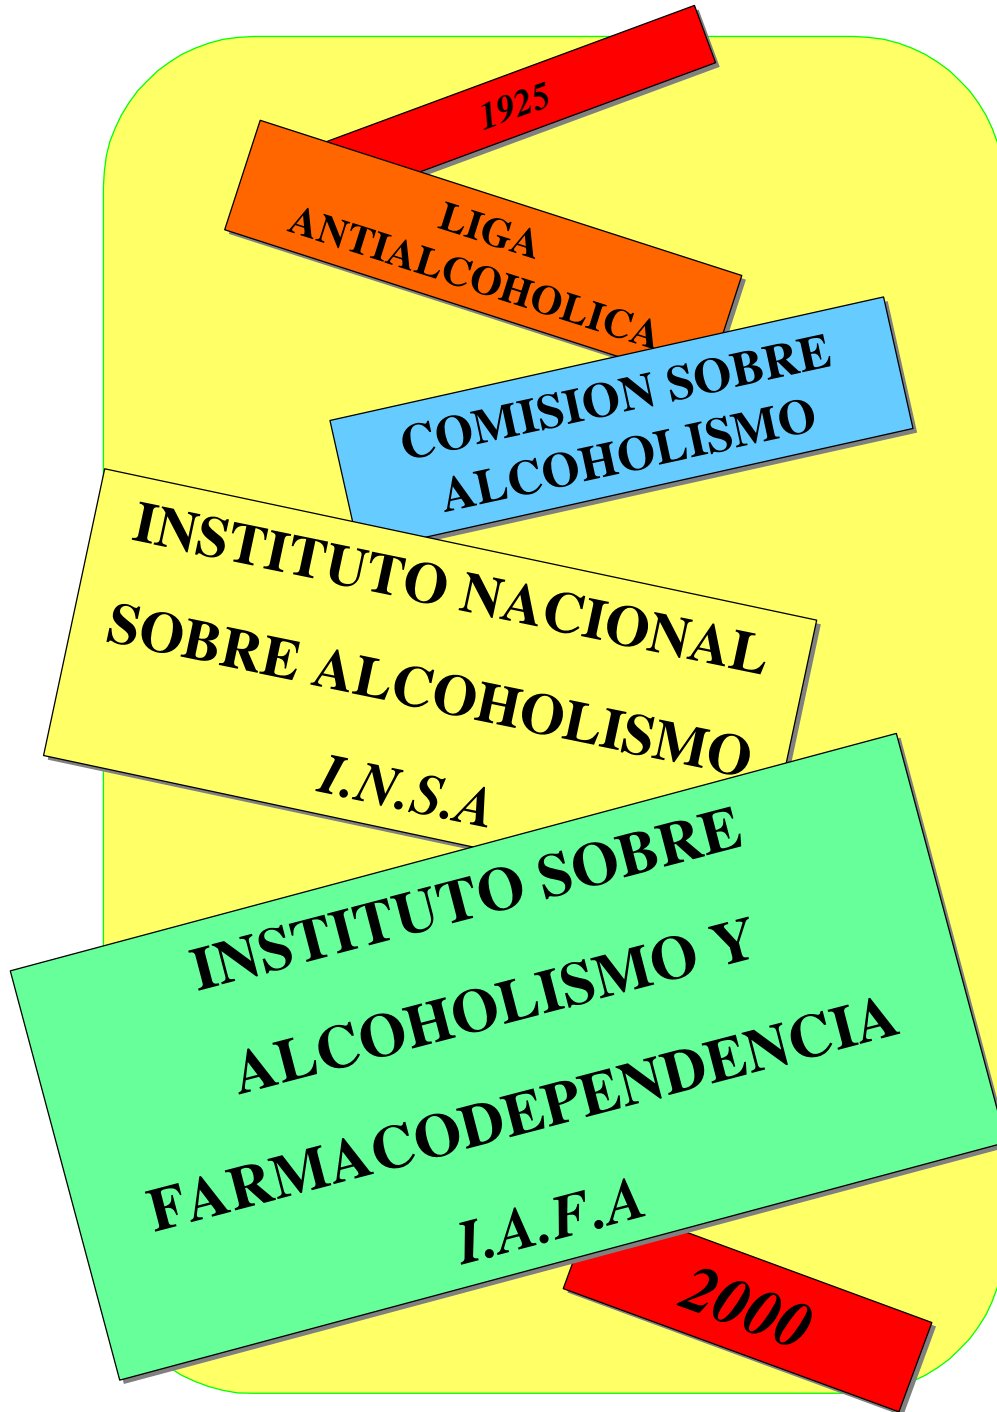 1925
LIGA
ANTIALCOHOLICA
COMISION SOBRE
ALCOHOLISMO
INSTITUTO NACIONAL
SOBRE ALCOHOLISMO
I.N.S.A
INSTITUTO SOBRE
ALCOHOLISMO Y
FARMACODEPENDENCIA
I.A.F.A
2000